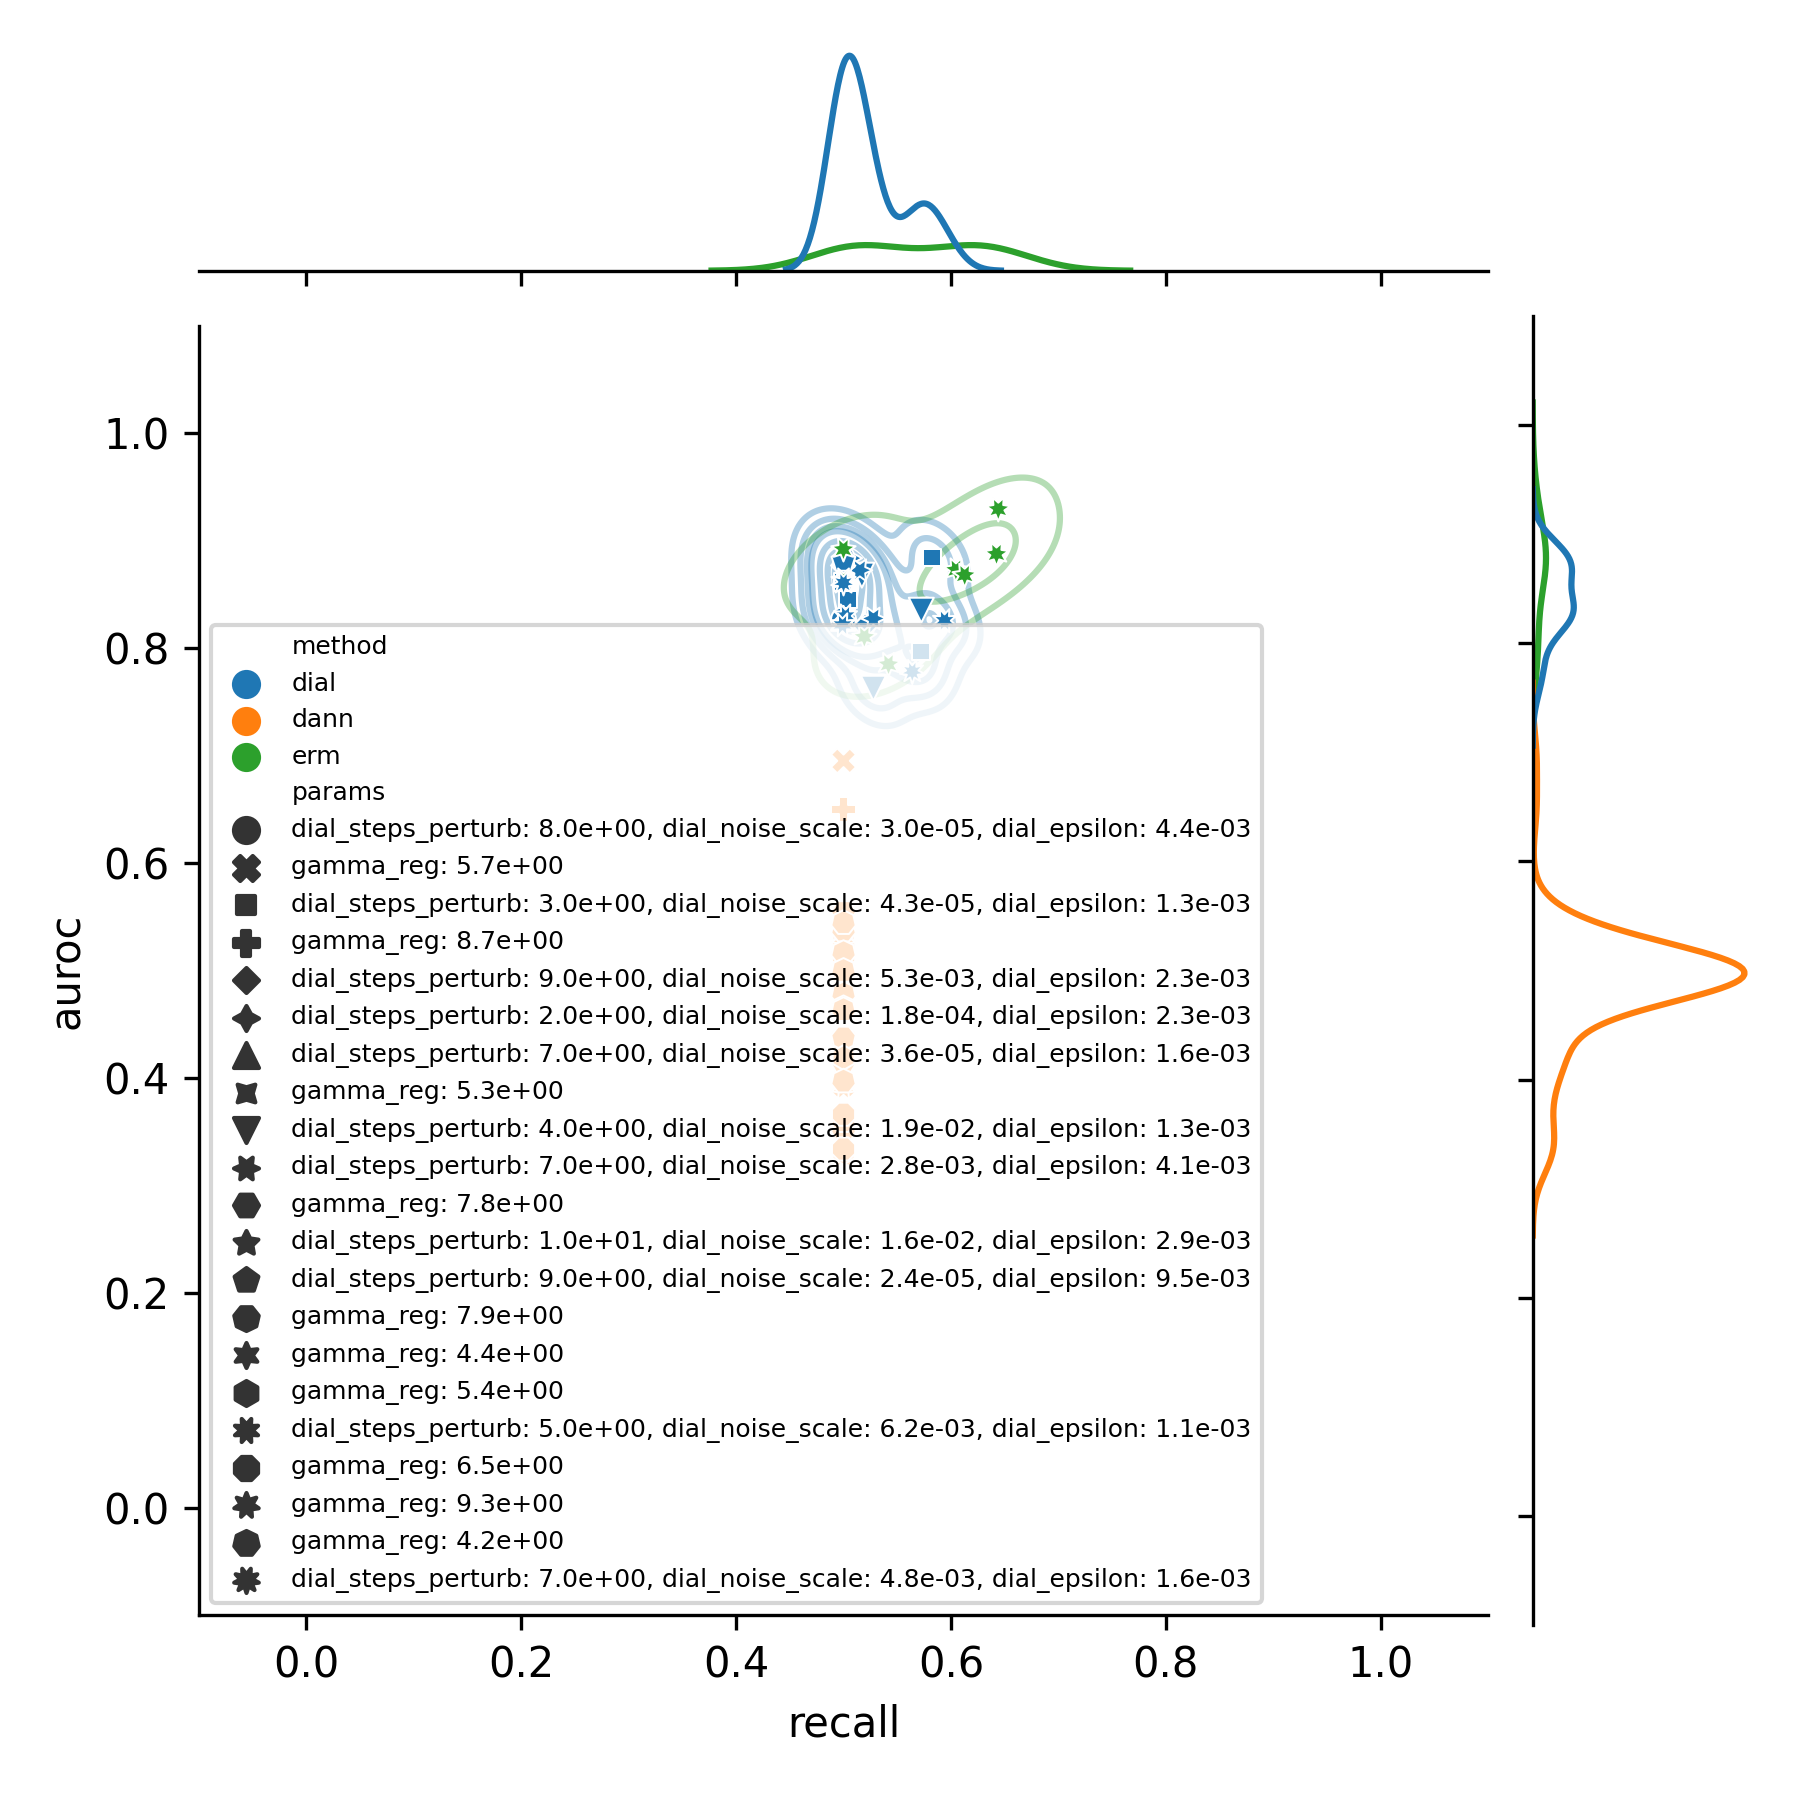 1.0
0.8
0.6
0.4
0.2
0.0
auroc
method
dial
dann
erm
params
dial_steps_perturb: 8.0e+00, dial_noise_scale: 3.0e-05, dial_epsilon: 4.4e-03
gamma_reg: 5.7e+00
dial_steps_perturb: 3.0e+00, dial_noise_scale: 4.3e-05, dial_epsilon: 1.3e-03
gamma_reg: 8.7e+00
dial_steps_perturb: 9.0e+00, dial_noise_scale: 5.3e-03, dial_epsilon: 2.3e-03
dial_steps_perturb: 2.0e+00, dial_noise_scale: 1.8e-04, dial_epsilon: 2.3e-03
dial_steps_perturb: 7.0e+00, dial_noise_scale: 3.6e-05, dial_epsilon: 1.6e-03
gamma_reg: 5.3e+00
dial_steps_perturb: 4.0e+00, dial_noise_scale: 1.9e-02, dial_epsilon: 1.3e-03
dial_steps_perturb: 7.0e+00, dial_noise_scale: 2.8e-03, dial_epsilon: 4.1e-03
gamma_reg: 7.8e+00
dial_steps_perturb: 1.0e+01, dial_noise_scale: 1.6e-02, dial_epsilon: 2.9e-03
dial_steps_perturb: 9.0e+00, dial_noise_scale: 2.4e-05, dial_epsilon: 9.5e-03
gamma_reg: 7.9e+00
gamma_reg: 4.4e+00
gamma_reg: 5.4e+00
dial_steps_perturb: 5.0e+00, dial_noise_scale: 6.2e-03, dial_epsilon: 1.1e-03
gamma_reg: 6.5e+00
gamma_reg: 9.3e+00
gamma_reg: 4.2e+00
dial_steps_perturb: 7.0e+00, dial_noise_scale: 4.8e-03, dial_epsilon: 1.6e-03
0.0 0.2 0.4 0.6 0.8 1.0
recall